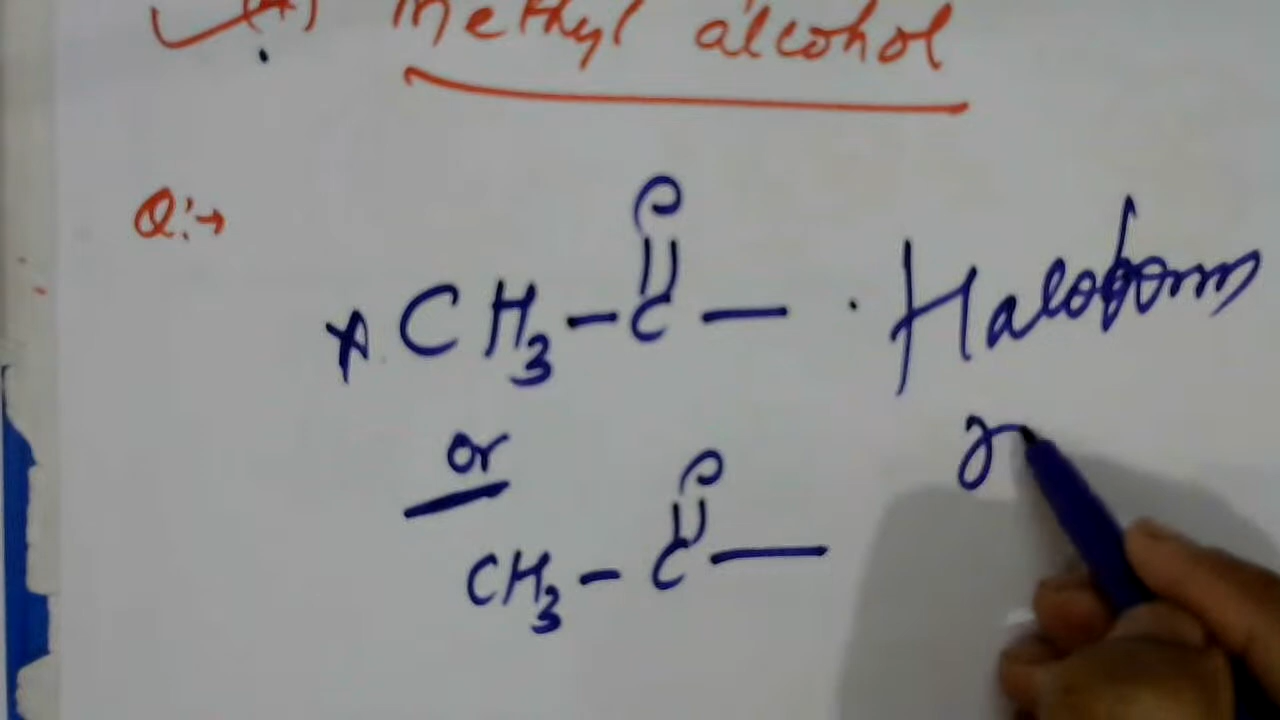 Methyl alcohol
Q:→
O
CH3-C- . Haloform
or
O
CH3-C-